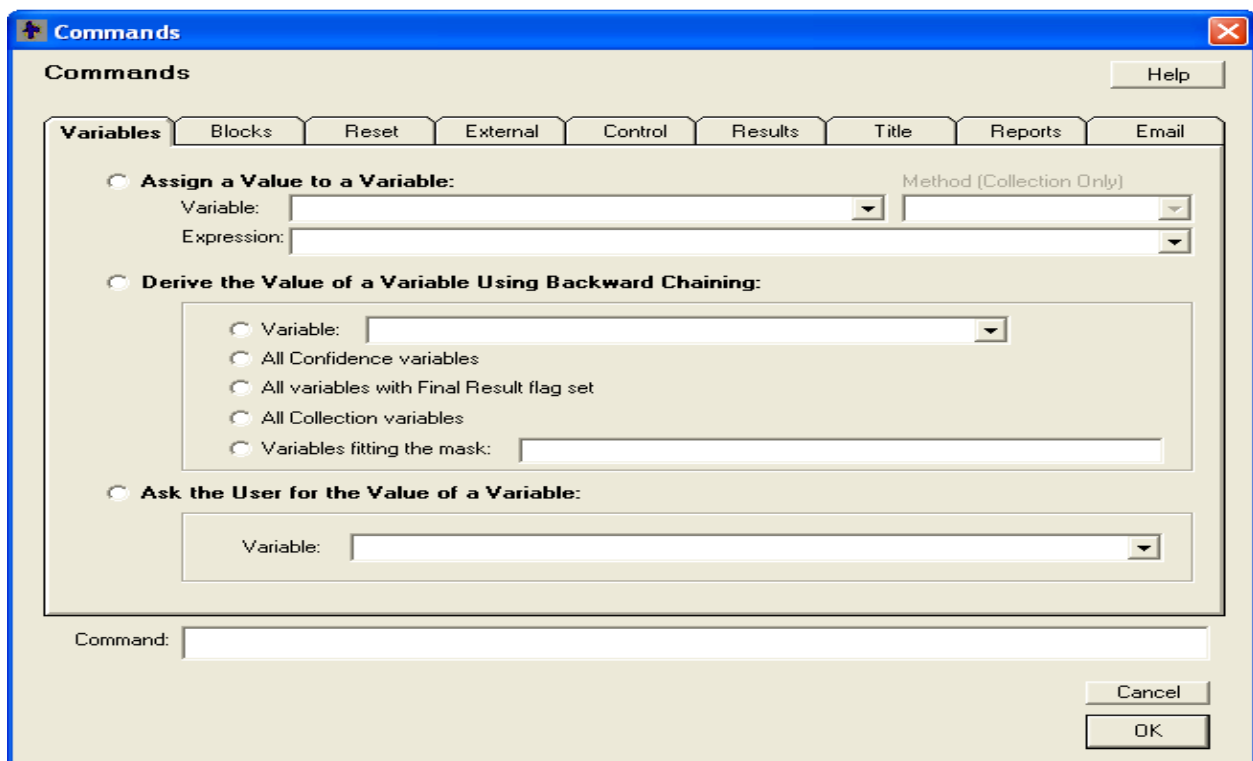 Commands
Commands
Help
Variables Blocks Reset External Control Results Title Reports Email
Assign a Value to a Variable: Method (Collection Only)
Variable:
Expression:
Derive the Value of a Variable Using Backward Chaining:
Variable:
All Confidence variables
All variables with Final Result flag set
All Collection variables
Variables fitting the mask:
Ask the User for the Value of a Variable:
Variable:
Command:
Cancel
OK